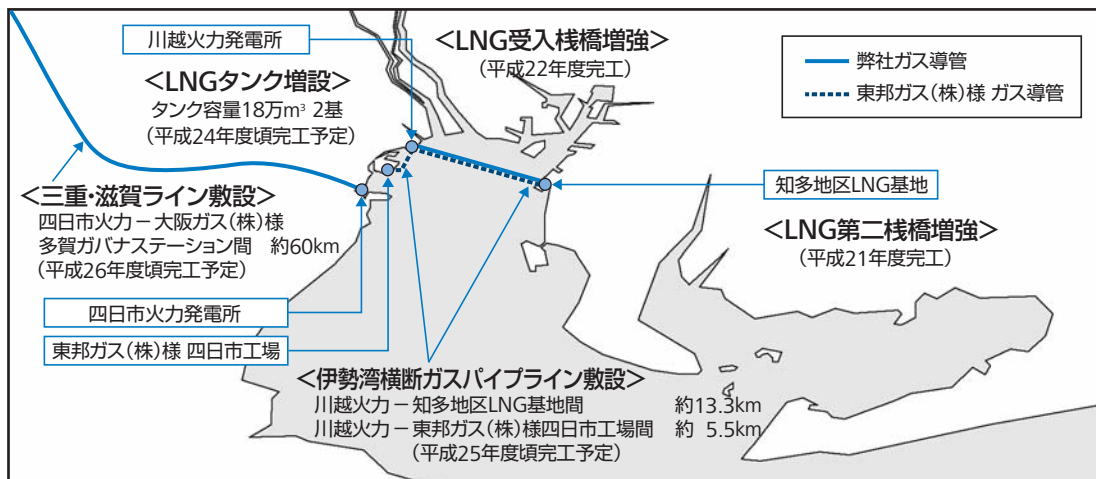 川越火力発電所
<LNG受入桟橋増強>
(平成22年度完工)
弊社ガス導管
東邦ガス(株)様 ガス導管
<LNGタンク増設>
タンク容量18万m³ 2基
(平成24年度頃完工予定)
知多地区LNG基地
<三重・滋賀ライン敷設>
四日市火力－大阪ガス(株)様
多賀ガバナステーション間 約60km
(平成26年度頃完工予定)
<LNG第二桟橋増強>
(平成21年度完工)
四日市火力発電所
東邦ガス(株)様 四日市工場
<伊勢湾横断ガスパイプライン敷設>
川越火力－知多地区LNG基地間 約13.3km
川越火力－東邦ガス(株)様四日市工場間 約 5.5km
(平成25年度頃完工予定)